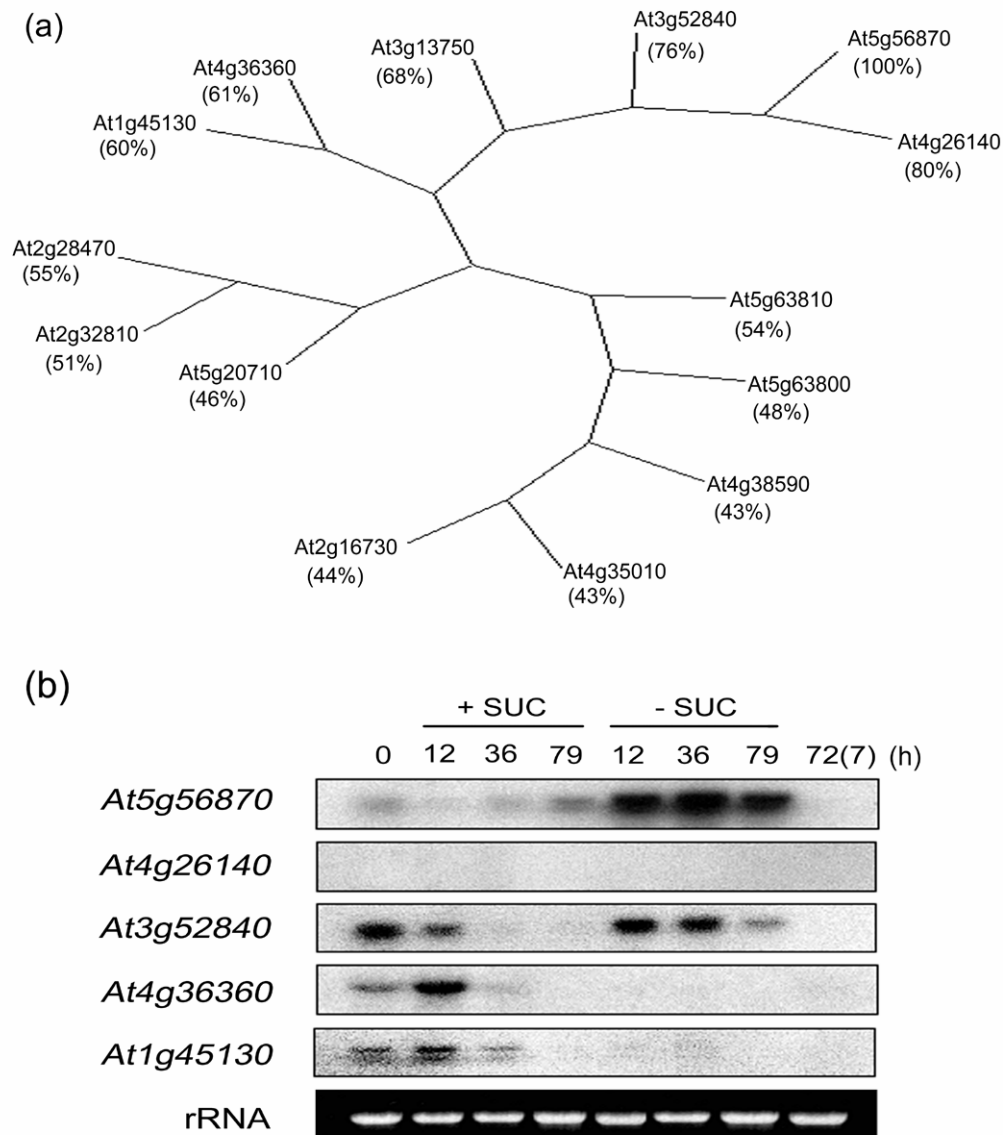 (a)
At3g52840
(76%)
At3g13750
(68%)
At5g56870
(100%)
At4g36360
(61%)
At1g45130
(60%)
At4g26140
(80%)
At2g28470
(55%)
At2g32810
(51%)
At5g20710
(46%)
At5g63810
(54%)
At5g63800
(48%)
At4g38590
(43%)
At2g16730
(44%)
At4g35010
(43%)
(b)
+ SUC - SUC
0 12 36 79 12 36 79 72(7) (h)
At5g56870
At4g26140
At3g52840
At4g36360
At1g45130
rRNA